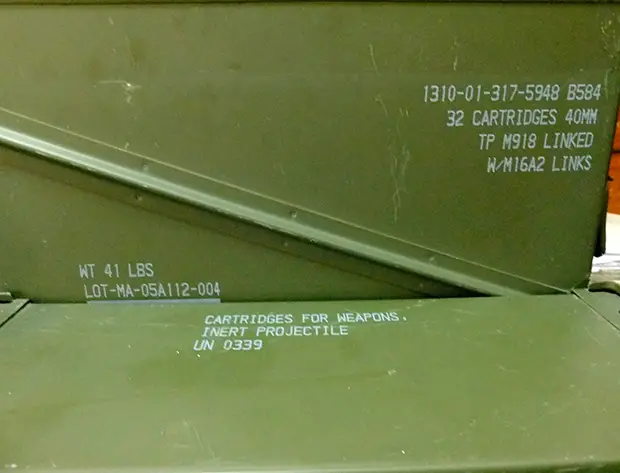 1310-01-317-5948 B584
32 CARTRIDGES 40MM
TP M918 LINKED
W/M16A2 LINKS
WT 41 LBS
LOT-MA-05A112-004
CARTRIDGES FOR WEAPONS.
INERT PROJECTILE
UN 0339